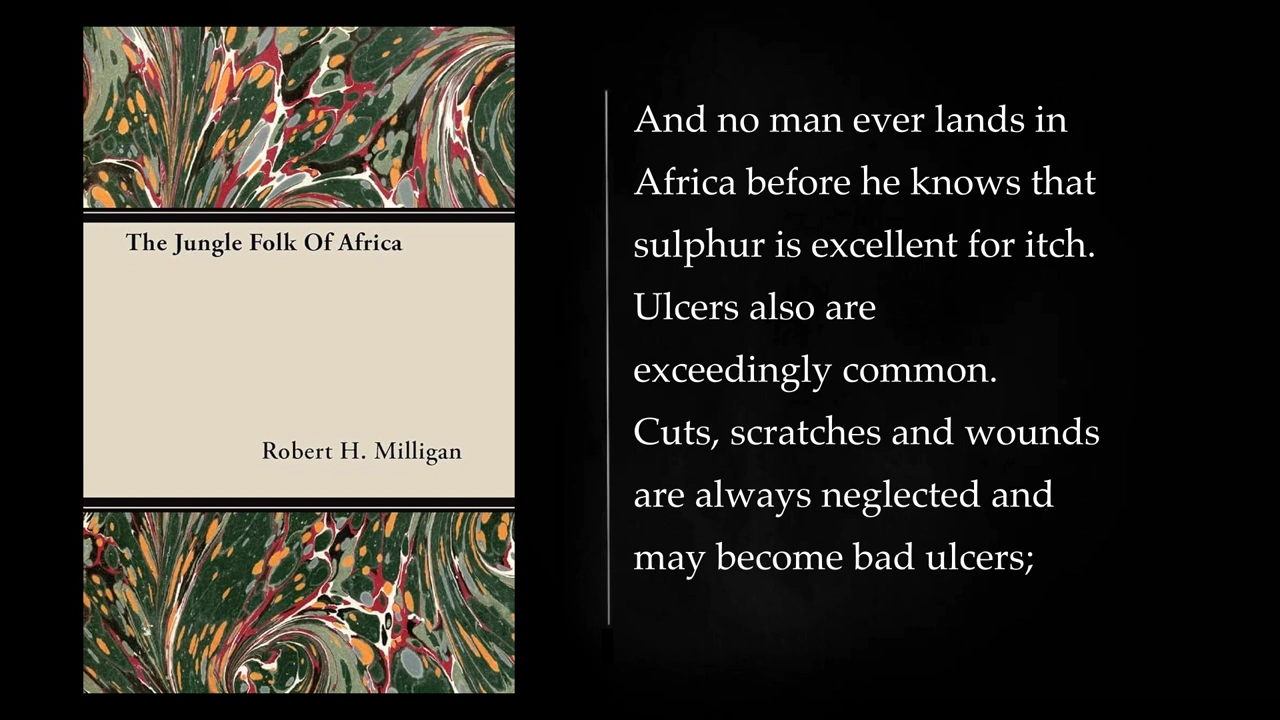 The Jungle Folk Of Africa
Robert H. Milligan
And no man ever lands in
Africa before he knows that
sulphur is excellent for itch.
Ulcers also are
exceedingly common.
Cuts, scratches and wounds
are always neglected and
may become bad ulcers;